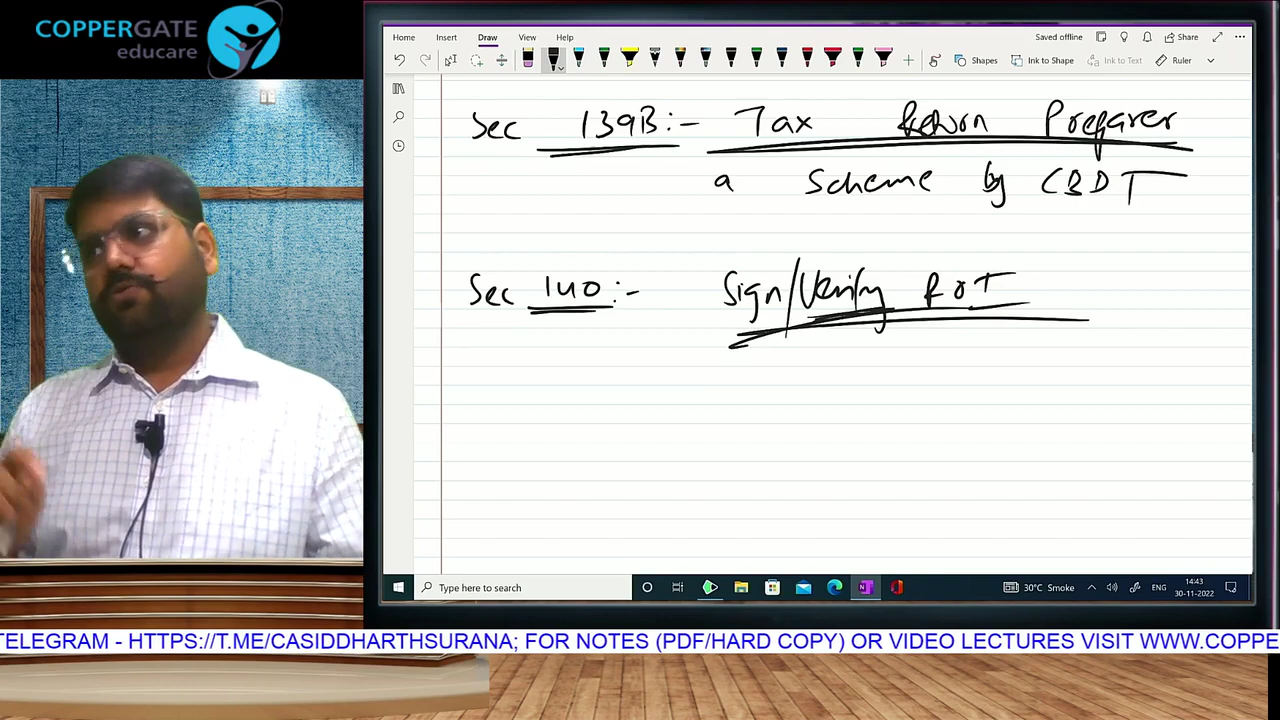 COPPERGATE
educare
Home Insert Draw View Help
Saved offline
Share
Shapes
Ink to Shape
Ink to Text
Ruler
Sec 139B:- Tax Return Preparer
a Scheme by CBDT
Sec 140:- Sign/Verify ROI
Type here to search
30°C Smoke
ENG
14:43
30-11-2022
TELEGRAM - HTTPS://T.ME/CASIDDHARTHSURANA; FOR NOTES (PDF/HARD COPY) OR VIDEO LECTURES VISIT WWW.COPPE